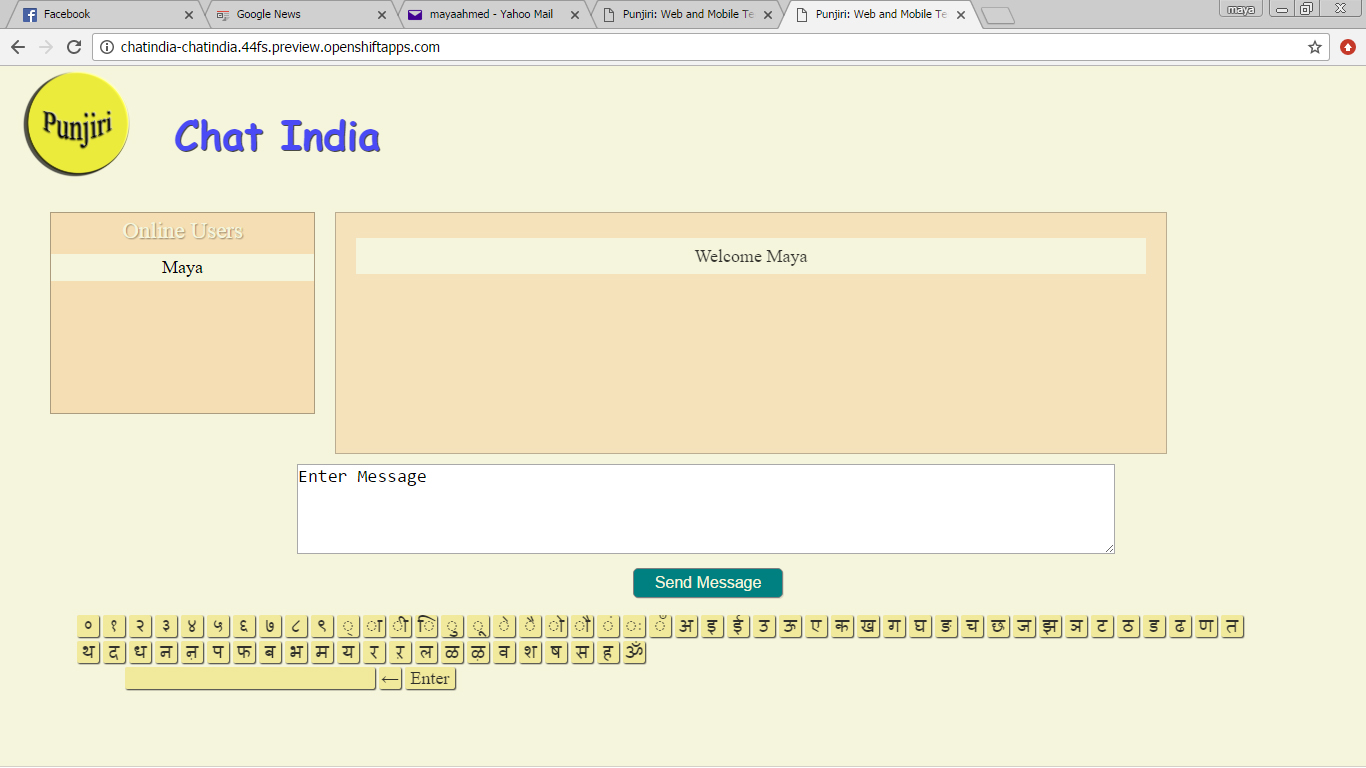 Facebook
Google News
mayaahmed - Yahoo Mail
Punjiri: Web and Mobile Te
Punjiri: Web and Mobile Te
maya
chatindia-chatindia.44fs.preview.openshiftapps.com
Punjiri
Chat India
Online Users
Maya
Welcome Maya
Enter Message
Send Message
० १ २ ३ ४ ५ ६ ७ ८ ९ ् ा ी ि ु ू े ै ो ौ ं ः ँ अ इ ई उ ऊ ए क ख ग घ ङ च छ ज झ ञ ट ठ ड ढ ण त
थ द ध न ऩ प फ ब भ म य र ऱ ल ळ ऴ व श ष स ह ॐ
← Enter